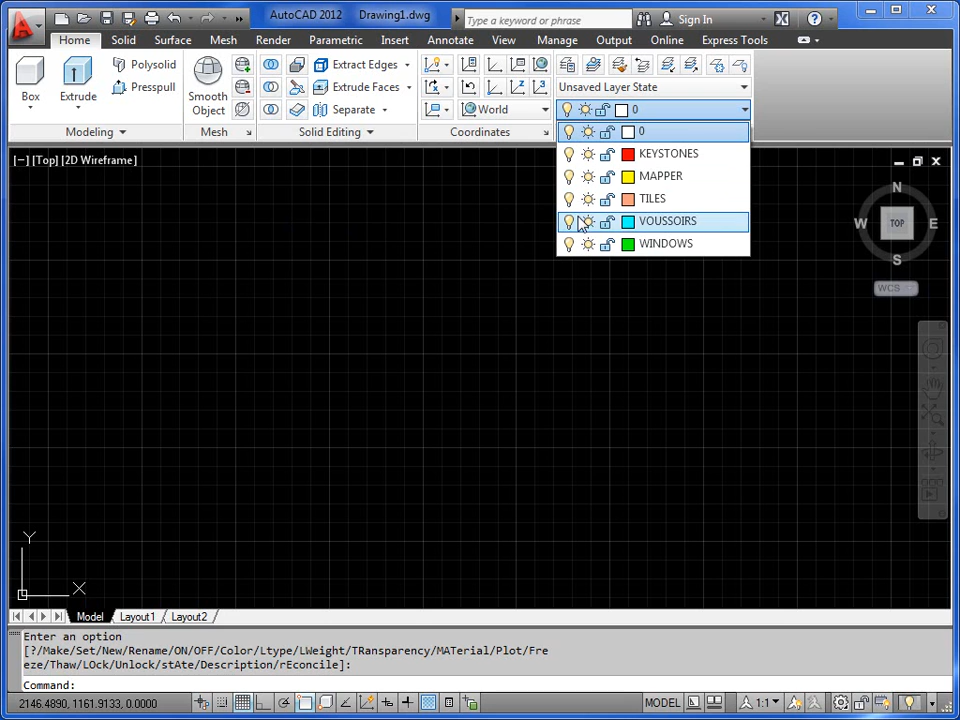 AutoCAD 2012 Drawing1.dwg
Type a keyword or phrase
Sign In
Home Solid Surface Mesh Render Parametric Insert Annotate View Manage Output Online Express Tools
Box
Extrude
Polysolid
Presspull
Modeling
Smooth
Object
Mesh
Extract Edges
Extrude Faces
Separate
Solid Editing
World
Coordinates
Unsaved Layer State
0
0
KEYSTONES
MAPPER
TILES
VOUSSOIRS
WINDOWS
[−] [Top] [2D Wireframe]
N
W TOP E
S
WCS
Y
X
Model Layout1 Layout2
Enter an option
[?/Make/Set/New/Rename/ON/OFF/Color/Ltype/LWeight/TRansparency/MATerial/Plot/Fre
eze/Thaw/LOck/Unlock/stAte/Description/rEconcile]:
Command:
2146.4890, 1161.9133, 0.0000
MODEL
1:1